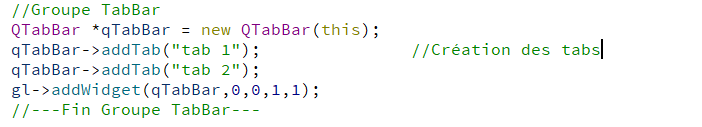 //Groupe TabBar
QTabBar *qTabBar = new QTabBar(this);
qTabBar->addTab("tab 1"); //Création des tabs
qTabBar->addTab("tab 2");
gl->addWidget(qTabBar,0,0,1,1);
//---Fin Groupe TabBar---